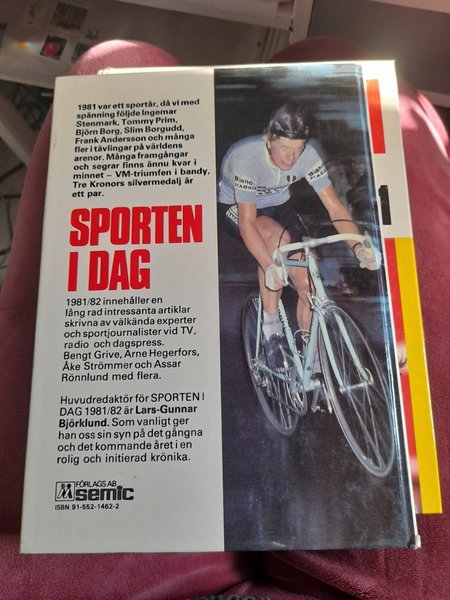 1981 var ett sportår, då vi med
spänning följde Ingemar
Stenmark, Tommy Prim,
Björn Borg, Slim Borgudd,
Frank Andersson och många
fler i tävlingar på världens
arenor. Många framgångar
och segrar finns ännu kvar i
minnet – VM-triumfen i bandy,
Tre Kronors silvermedalj är
ett par.
SPORTEN
I DAG
1981/82 innehåller en
lång rad intressanta artiklar
skrivna av välkända experter
och sportjournalister vid TV,
radio och dagspress.
Bengt Grive, Arne Hegerfors,
Åke Strömmer och Assar
Rönnlund med flera.
Huvudredaktör för SPORTEN I
DAG 1981/82 är Lars-Gunnar
Björklund. Som vanligt ger
han oss sin syn på det gångna
och det kommande året i en
rolig och initierad krönika.
FÖRLAGS AB
semic
ISBN 91-552-1462-2
Bianc
1